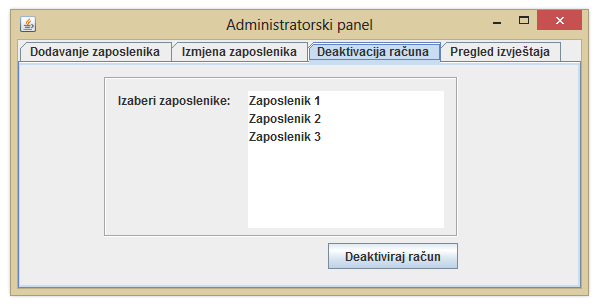 Administratorski panel
Dodavanje zaposlenika Izmjena zaposlenika Deaktivacija računa Pregled izvještaja
Izaberi zaposlenike: Zaposlenik 1
Zaposlenik 2
Zaposlenik 3
Deaktiviraj račun